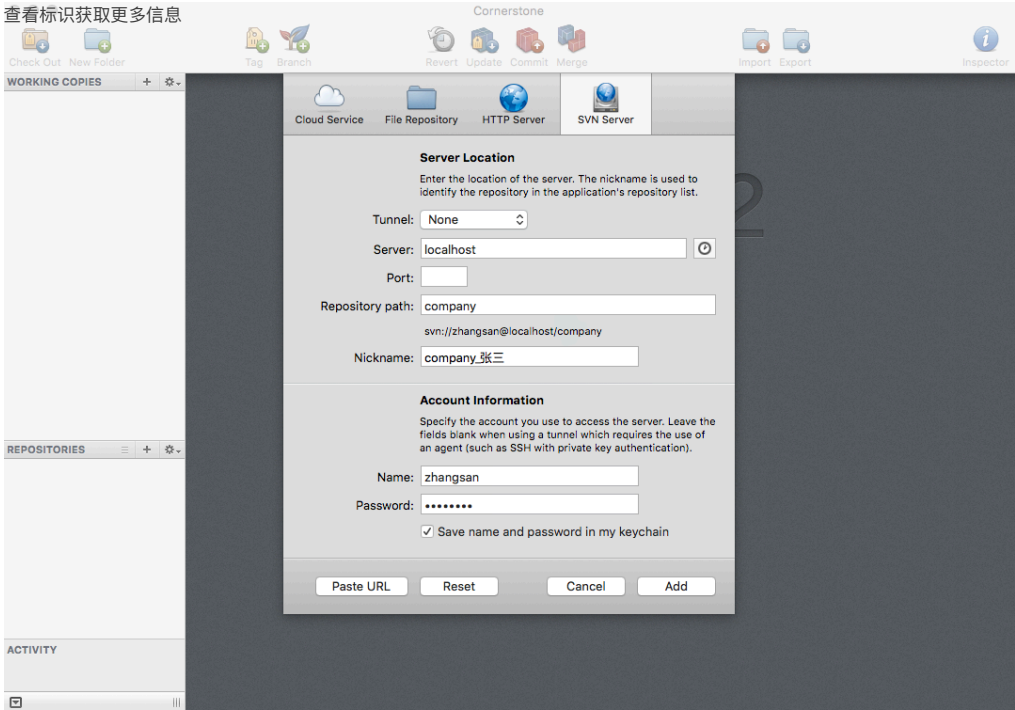 查看标识获取更多信息
Cornerstone
Check Out New Folder Tag Branch Revert Update Commit Merge Import Export Inspector
WORKING COPIES
Cloud Service File Repository HTTP Server SVN Server
Server Location
Enter the location of the server. The nickname is used to
identify the repository in the application's repository list.
2
Tunnel: None
Server: localhost
Port:
Repository path: company
svn://zhangsan@localhost/company
Nickname: company_张三
REPOSITORIES
Account Information
Specify the account you use to access the server. Leave the
fields blank when using a tunnel which requires the use of
an agent (such as SSH with private key authentication).
Name: zhangsan
Password: ••••••••
Save name and password in my keychain
Paste URL Reset Cancel Add
ACTIVITY